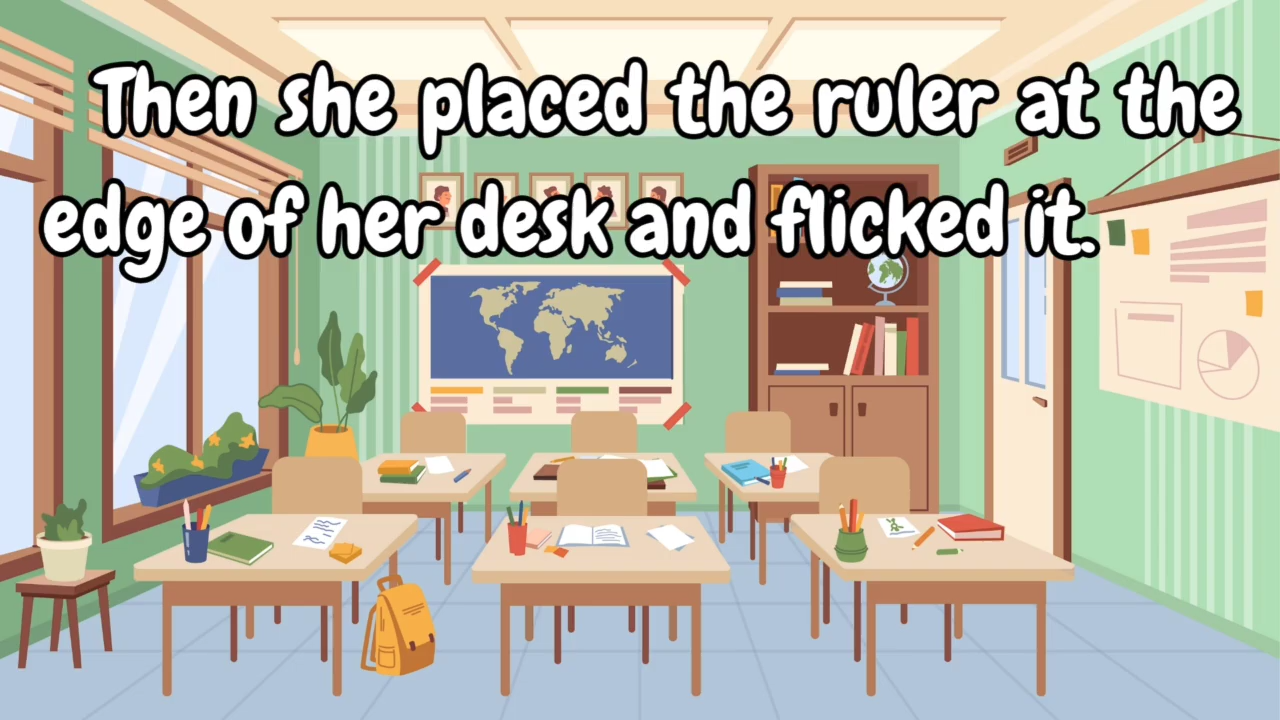 Then she placed the ruler at the
edge of her desk and flicked it.